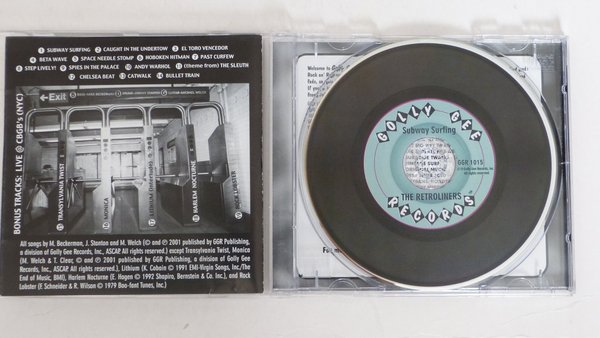 1 SUBWAY SURFING 2 CAUGHT IN THE UNDERTOW 3 EL TORO VENCEDOR
4 BETA WAVE 5 SPACE NEEDLE STOMP 6 HOBOKEN HITMAN 7 PAST CURFEW
8 STEP LIVELY! 9 SPIES IN THE PALACE 10 ANDY WARHOL 11 (theme from) THE SLEUTH
12 CHELSEA BEAT 13 CATWALK 14 BULLET TRAIN
BONUS TRACKS: LIVE @ CBGB's (NYC)
Exit
15 TRANSYLVANIA TWIST
16 MONICA
17 LITHIUM
18 HARLEM NOCTURNE
19 ROCK LOBSTER
All songs by M. Beckerman, J. Stanton and M. Welch (© and ℗ 2001 published by GGR Publishing,
a division of Golly Gee Records, Inc., ASCAP. All rights reserved.) except Transylvania Twist, Monica
(M. Welch & T. Clear, © and ℗ 2001 published by GGR Publishing, a division of Golly Gee
Records, Inc., ASCAP. All rights reserved.), Lithium (K. Cobain © 1991 EMI-Virgin Songs, Inc./The
End of Music, BMI), Harlem Nocturne (E. Hagen © 1992 Shapiro, Bernstein & Co. Inc.), and Rock
Lobster (F. Schneider & R. Wilson © 1979 Boo-fant Tunes, Inc.)
GOLLY GEE
Subway Surfing
GGR 1015
THE RETROLINERS
RECORDS